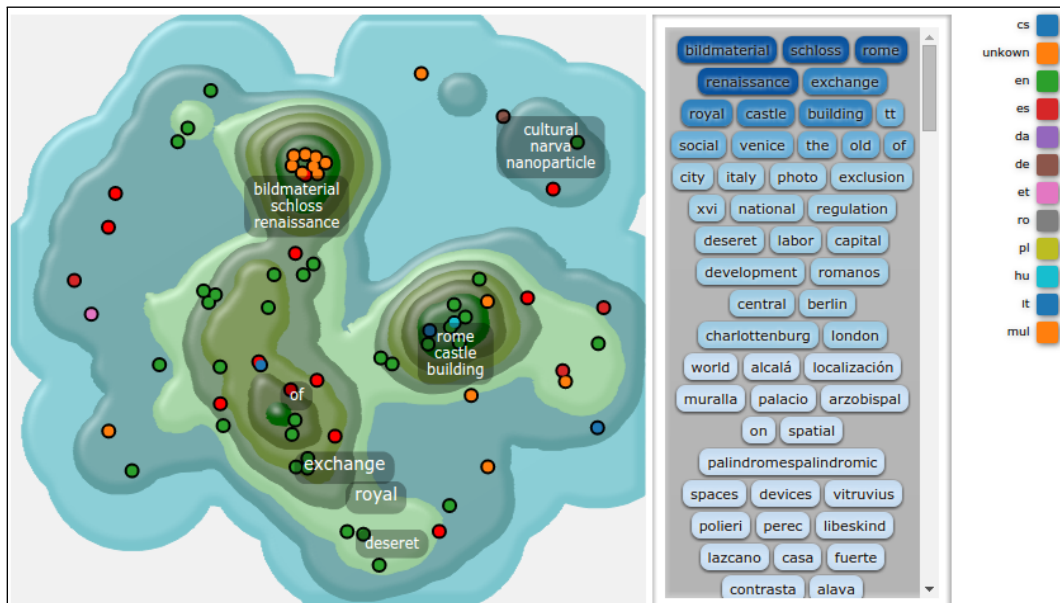 cultural
narva
nanoparticle
bildmaterial
schloss
renaissance
rome
castle
building
of
exchange
royal
deseret
bildmaterial schloss rome
renaissance exchange
royal castle building tt
social venice the old of
city italy photo exclusion
xvi national regulation
deseret labor capital
development romanos
central berlin
charlottenburg london
world alcalá localización
muralla palacio arzobispal
on spatial
palindromespalindromic
spaces devices vitruvius
polieri perec libeskind
lazcano casa fuerte
contrasta alava
cs
unkown
en
es
da
de
et
ro
pl
hu
lt
mul